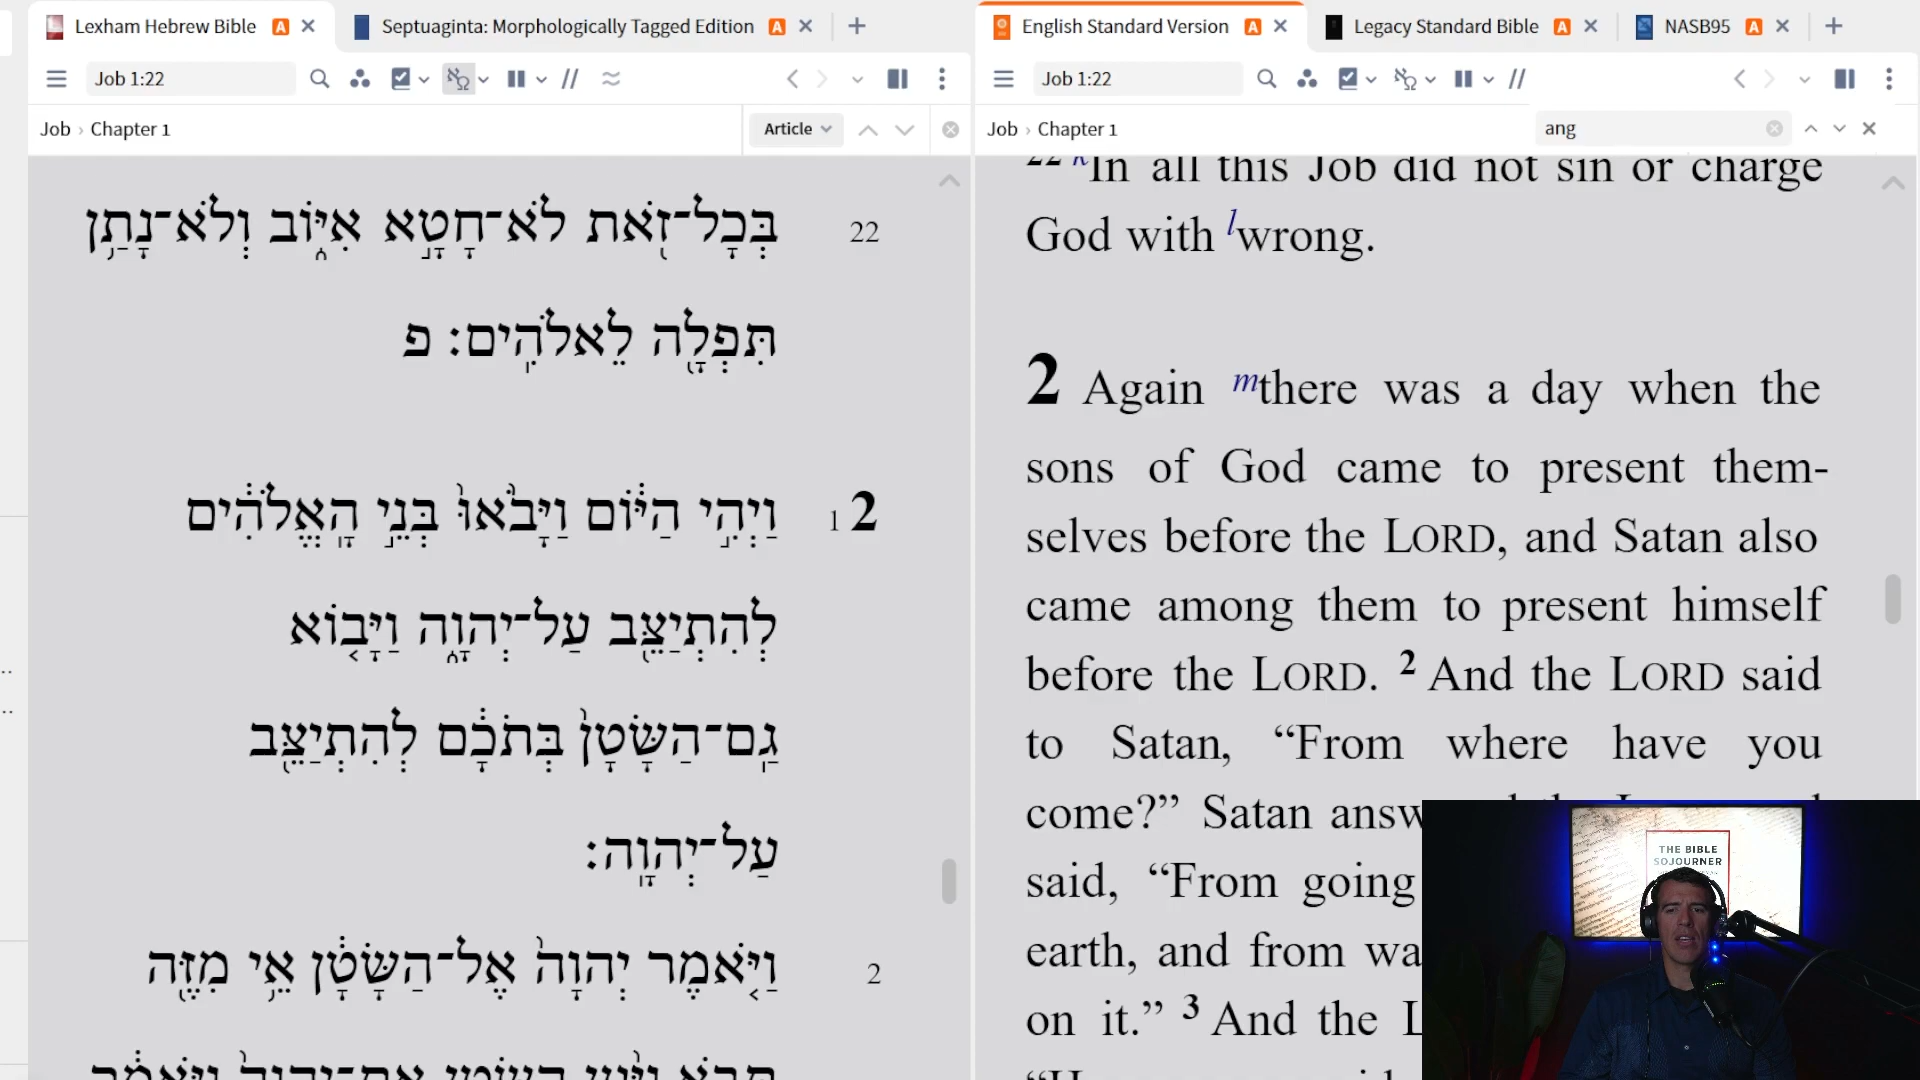 Lexham Hebrew Bible A
Septuaginta: Morphologically Tagged Edition A
English Standard Version A
Legacy Standard Bible A
NASB95 A
Job 1:22
Job 1:22
Job › Chapter 1
Article
Job › Chapter 1
ang
22 בְּכָל־זֹ֖את לֹא־חָטָ֣א אִיּ֑וֹב וְלֹא־נָתַ֥ן
תִּפְלָ֖ה לֵאלֹהִֽים׃ פ
2 1 וַיְהִ֣י הַיּ֔וֹם וַיָּבֹ֙אוּ֙ בְּנֵ֣י הָֽאֱלֹהִ֔ים
לְהִתְיַצֵּ֖ב עַל־יְהוָ֑ה וַיָּב֤וֹא
גַֽם־הַשָּׂטָן֙ בְּתֹכָ֔ם לְהִתְיַצֵּ֖ב
עַל־יְהוָֽה׃
2 וַיֹּ֤אמֶר יְהוָה֙ אֶל־הַשָּׂטָ֔ן אֵ֥י מִזֶּ֖ה
22 k In all this Job did not sin or charge
God with l wrong.
2 Again m there was a day when the
sons of God came to present them-
selves before the LORD, and Satan also
came among them to present himself
before the LORD. 2 And the LORD said
to Satan, “From where have you
come?” Satan answ
said, “From going
earth, and from wa
on it.” 3 And the L
THE BIBLE
SOJOURNER